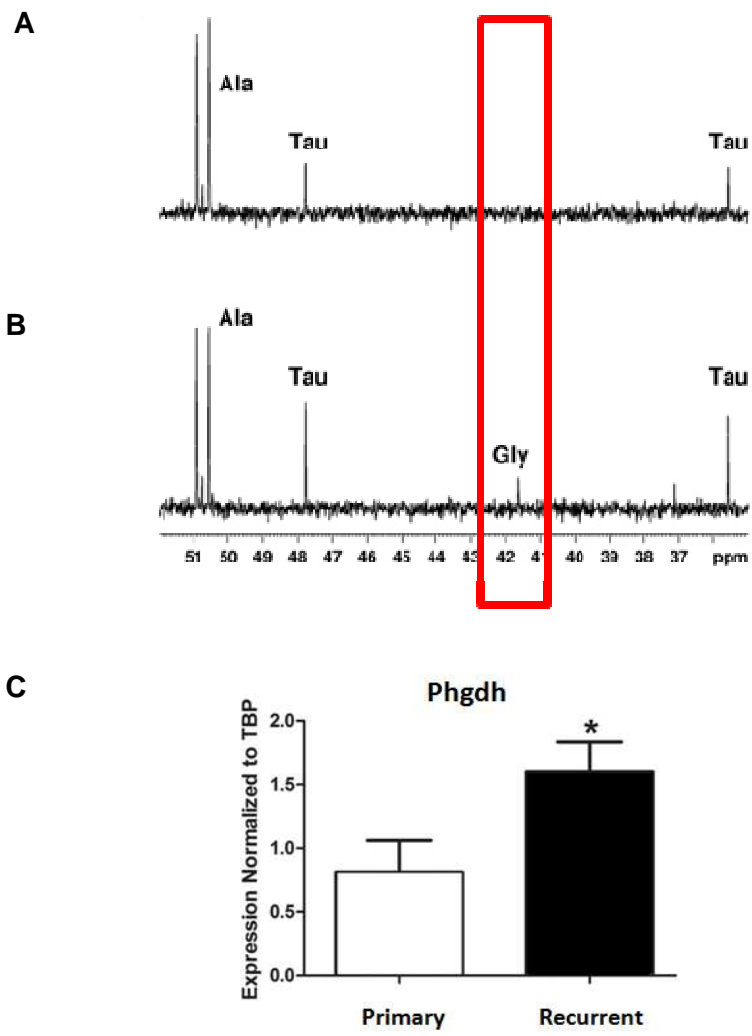 A
Ala
Tau Tau
B
Ala
Tau Tau
Gly
51 50 49 48 47 46 45 44 43 42 41 40 39 38 37 ppm
C
Phgdh
Expression Normalized to TBP
2.0
1.5
1.0
0.5
0.0
*
Primary Recurrent